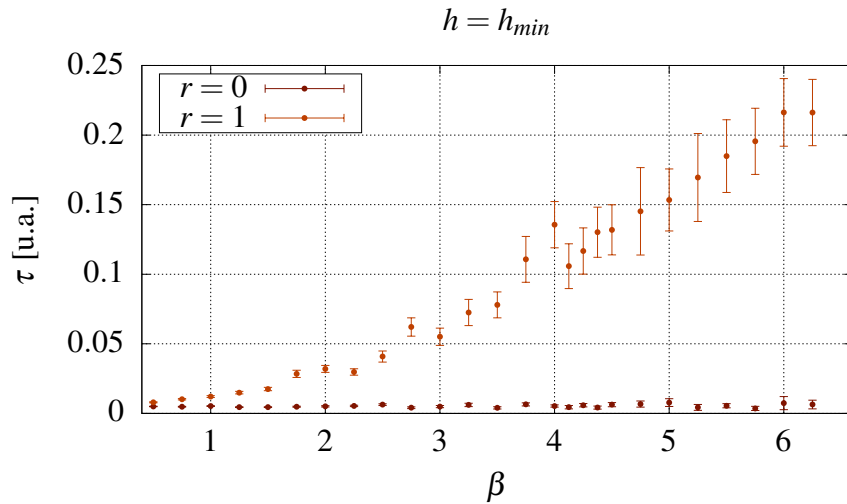 h = h_min
0.25
0.2
0.15
0.1
0.05
0
τ [u.a.]
r = 0
r = 1
1 2 3 4 5 6
β